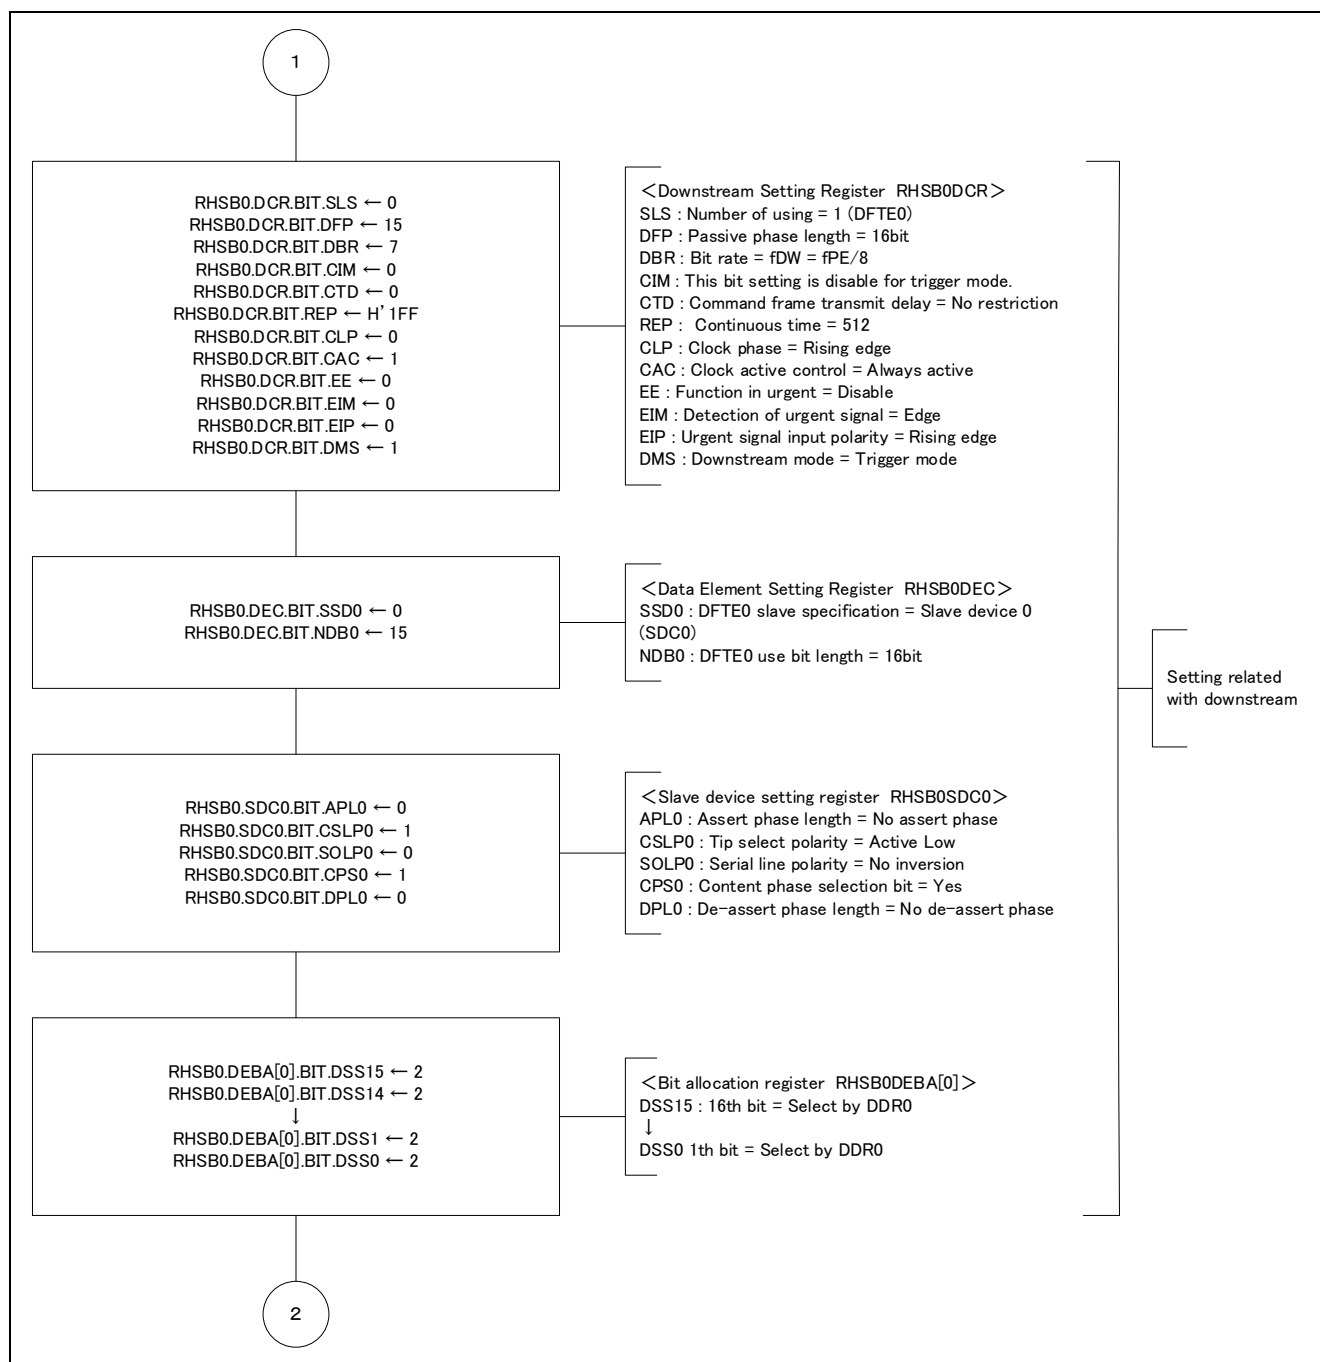 1
RHSB0.DCR.BIT.SLS ← 0
RHSB0.DCR.BIT.DFP ← 15
RHSB0.DCR.BIT.DBR ← 7
RHSB0.DCR.BIT.CIM ← 0
RHSB0.DCR.BIT.CTD ← 0
RHSB0.DCR.BIT.REP ← H' 1FF
RHSB0.DCR.BIT.CLP ← 0
RHSB0.DCR.BIT.CAC ← 1
RHSB0.DCR.BIT.EE ← 0
RHSB0.DCR.BIT.EIM ← 0
RHSB0.DCR.BIT.EIP ← 0
RHSB0.DCR.BIT.DMS ← 1
<Downstream Setting Register RHSB0DCR>
SLS : Number of using = 1 (DFTE0)
DFP : Passive phase length = 16bit
DBR : Bit rate = fDW = fPE/8
CIM : This bit setting is disable for trigger mode.
CTD : Command frame transmit delay = No restriction
REP : Continuous time = 512
CLP : Clock phase = Rising edge
CAC : Clock active control = Always active
EE : Function in urgent = Disable
EIM : Detection of urgent signal = Edge
EIP : Urgent signal input polarity = Rising edge
DMS : Downstream mode = Trigger mode
RHSB0.DEC.BIT.SSD0 ← 0
RHSB0.DEC.BIT.NDB0 ← 15
<Data Element Setting Register RHSB0DEC>
SSD0 : DFTE0 slave specification = Slave device 0
(SDC0)
NDB0 : DFTE0 use bit length = 16bit
Setting related
with downstream
RHSB0.SDC0.BIT.APL0 ← 0
RHSB0.SDC0.BIT.CSLP0 ← 1
RHSB0.SDC0.BIT.SOLP0 ← 0
RHSB0.SDC0.BIT.CPS0 ← 1
RHSB0.SDC0.BIT.DPL0 ← 0
<Slave device setting register RHSB0SDC0>
APL0 : Assert phase length = No assert phase
CSLP0 : Tip select polarity = Active Low
SOLP0 : Serial line polarity = No inversion
CPS0 : Content phase selection bit = Yes
DPL0 : De-assert phase length = No de-assert phase
RHSB0.DEBA[0].BIT.DSS15 ← 2
RHSB0.DEBA[0].BIT.DSS14 ← 2
↓
RHSB0.DEBA[0].BIT.DSS1 ← 2
RHSB0.DEBA[0].BIT.DSS0 ← 2
<Bit allocation register RHSB0DEBA[0]>
DSS15 : 16th bit = Select by DDR0
↓
DSS0 1th bit = Select by DDR0
2